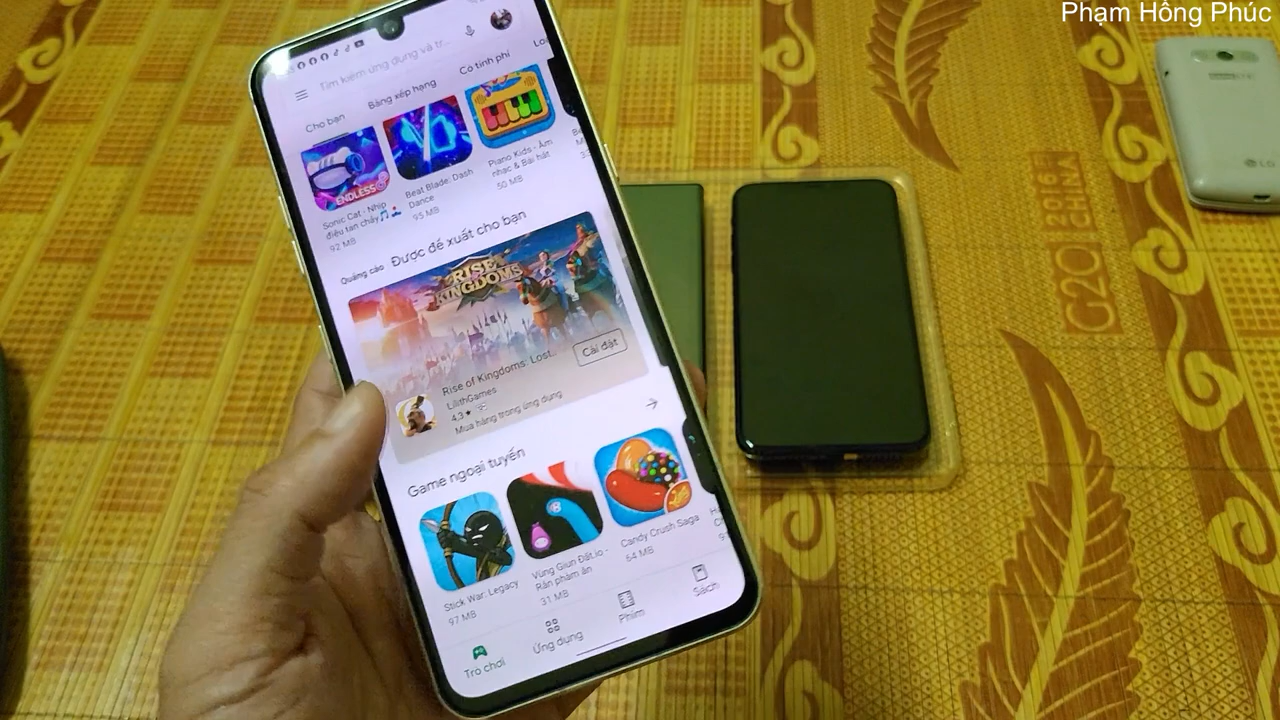 Phạm Hồng Phúc
Tìm kiếm ứng dụng và tr...
Cho bạn
Bảng xếp hạng
Có tính phí
ENDLESS
Sonic Cat - Nhịp
điệu tan chảy
92 MB
Beat Blade: Dash
Dance
95 MB
Piano Kids - Âm
nhạc & Bài hát
50 MB
Quảng cáo
Được đề xuất cho bạn
RISE OF
KINGDOMS
Rise of Kingdoms: Lost...
LilithGames
4,3★
Mua hàng trong ứng dụng
Cài đặt
Game ngoại tuyến
Stick War: Legacy
97 MB
Vùng Giun Đất.io -
Rắn phàm ăn
31 MB
Candy Crush Saga
64 MB
Trò chơi
Ứng dụng
Phim
Sách
LG